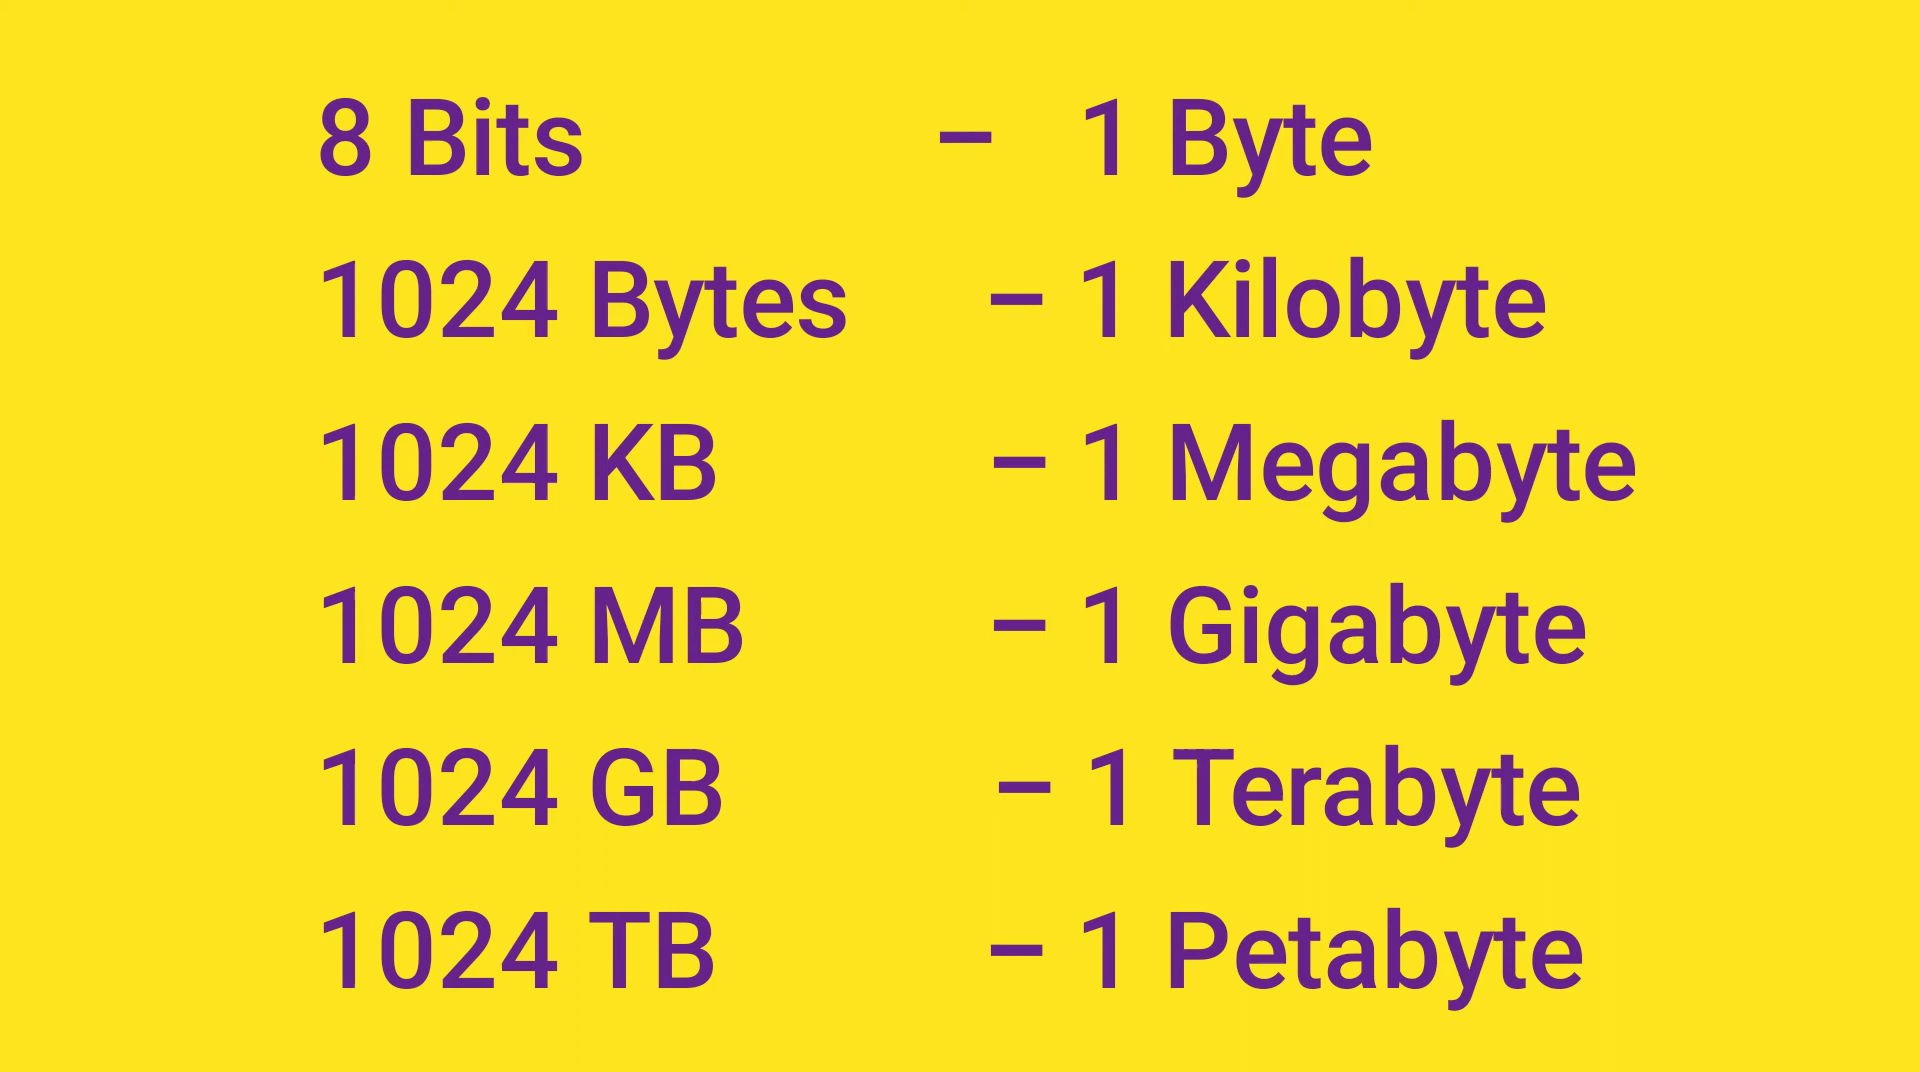 8 Bits – 1 Byte
1024 Bytes – 1 Kilobyte
1024 KB – 1 Megabyte
1024 MB – 1 Gigabyte
1024 GB – 1 Terabyte
1024 TB – 1 Petabyte